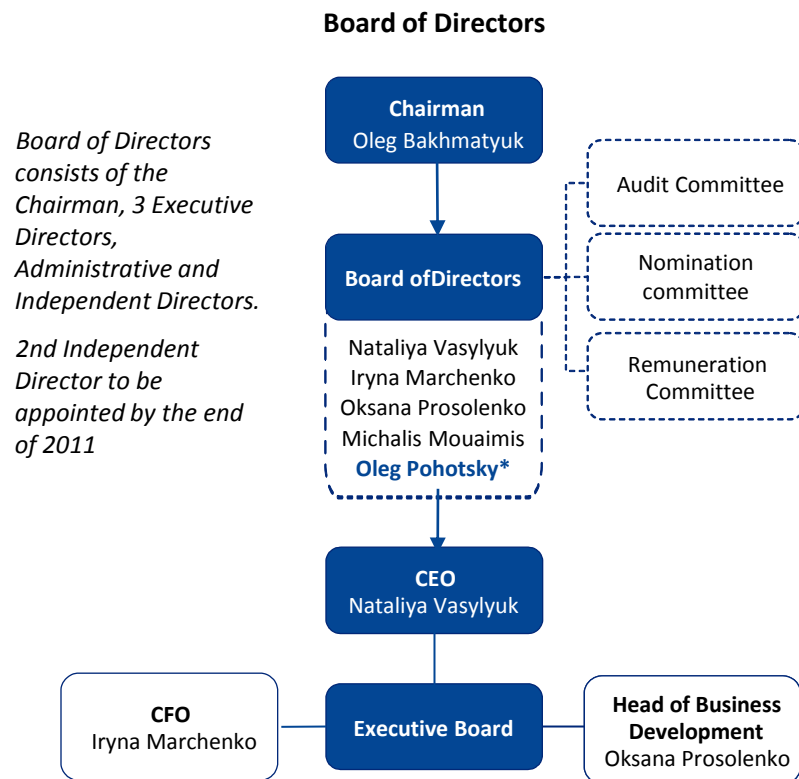 Board of Directors
Chairman
Oleg Bakhmatyuk
Board of Directors
consists of the
Chairman, 3 Executive
Directors,
Administrative and
Independent Directors.
2nd Independent
Director to be
appointed by the end
of 2011
Audit Committee
Board ofDirectors
Nomination
committee
Remuneration
Committee
Nataliya Vasylyuk
Iryna Marchenko
Oksana Prosolenko
Michalis Mouaimis
Oleg Pohotsky*
CEO
Nataliya Vasylyuk
CFO
Iryna Marchenko
Executive Board
Head of Business
Development
Oksana Prosolenko